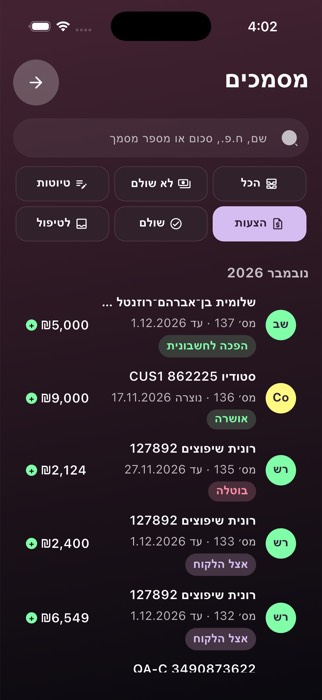 4:02
מסמכים
שם, ח.פ., סכום או מספר מסמך
הכל
לא שולם
טיוטות
הצעות
שולם
לטיפול
נובמבר 2026
שב
שלומית בן־אברהם־רוזנטל ...
מס׳ 137 · עד 1.12.2026
הפכה לחשבונית
₪5,000
Co
סטודיו CUS1 862225
מס׳ 136 · נוצרה 17.11.2026
אושרה
₪9,000
רש
רונית שיפוצים 127892
מס׳ 135 · עד 27.11.2026
בוטלה
₪2,124
רש
רונית שיפוצים 127892
מס׳ 133 · עד 1.12.2026
אצל הלקוח
₪2,400
רש
רונית שיפוצים 127892
מס׳ 132 · עד 1.12.2026
אצל הלקוח
₪6,549
QA-C 3490873622